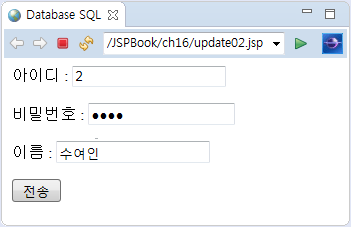 Database SQL
/JSPBook/ch16/update02.jsp
아이디 : 2
비밀번호 : ●●●●
이름 : 수여인
전송